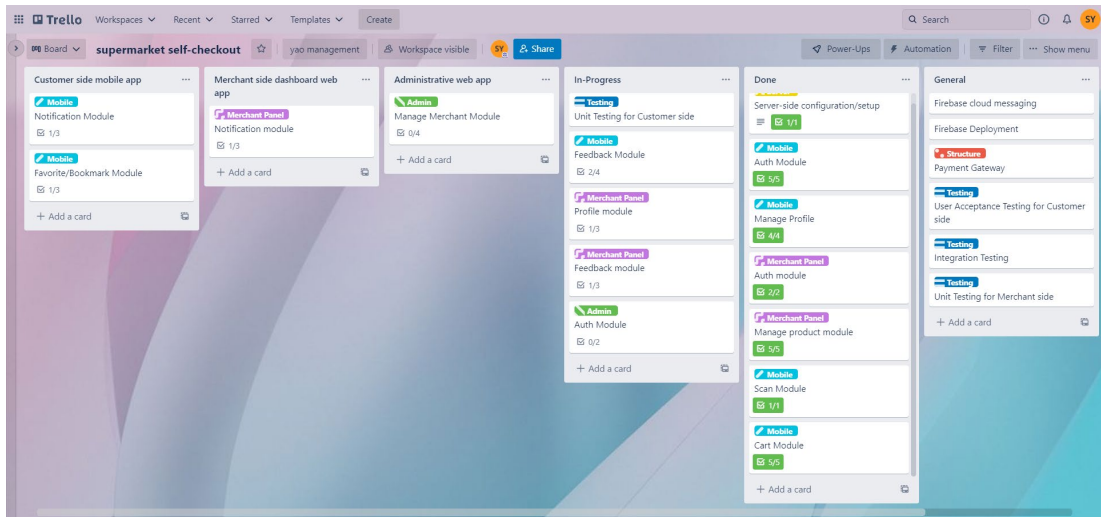 Trello
Workspaces
Recent
Starred
Templates
Create
Search
SY
Board
supermarket self-checkout
yao management
Workspace visible
SY
Share
Power-Ups
Automation
Filter
Show menu
Customer side mobile app
Mobile
Notification Module
1/3
Mobile
Favorite/Bookmark Module
1/3
+ Add a card
Merchant side dashboard web
app
Merchant Panel
Notification module
1/3
+ Add a card
Administrative web app
Admin
Manage Merchant Module
0/4
+ Add a card
In-Progress
Testing
Unit Testing for Customer side
Mobile
Feedback Module
2/4
Merchant Panel
Profile module
1/3
Merchant Panel
Feedback module
1/3
Admin
Auth Module
0/2
+ Add a card
Done
Server-side configuration/setup
1/1
Mobile
Auth Module
5/5
Mobile
Manage Profile
4/4
Merchant Panel
Auth module
2/2
Merchant Panel
Manage product module
5/5
Mobile
Scan Module
1/1
Mobile
Cart Module
5/5
+ Add a card
General
Firebase cloud messaging
Firebase Deployment
Structure
Payment Gateway
Testing
User Acceptance Testing for Customer
side
Testing
Integration Testing
Testing
Unit Testing for Merchant side
+ Add a card